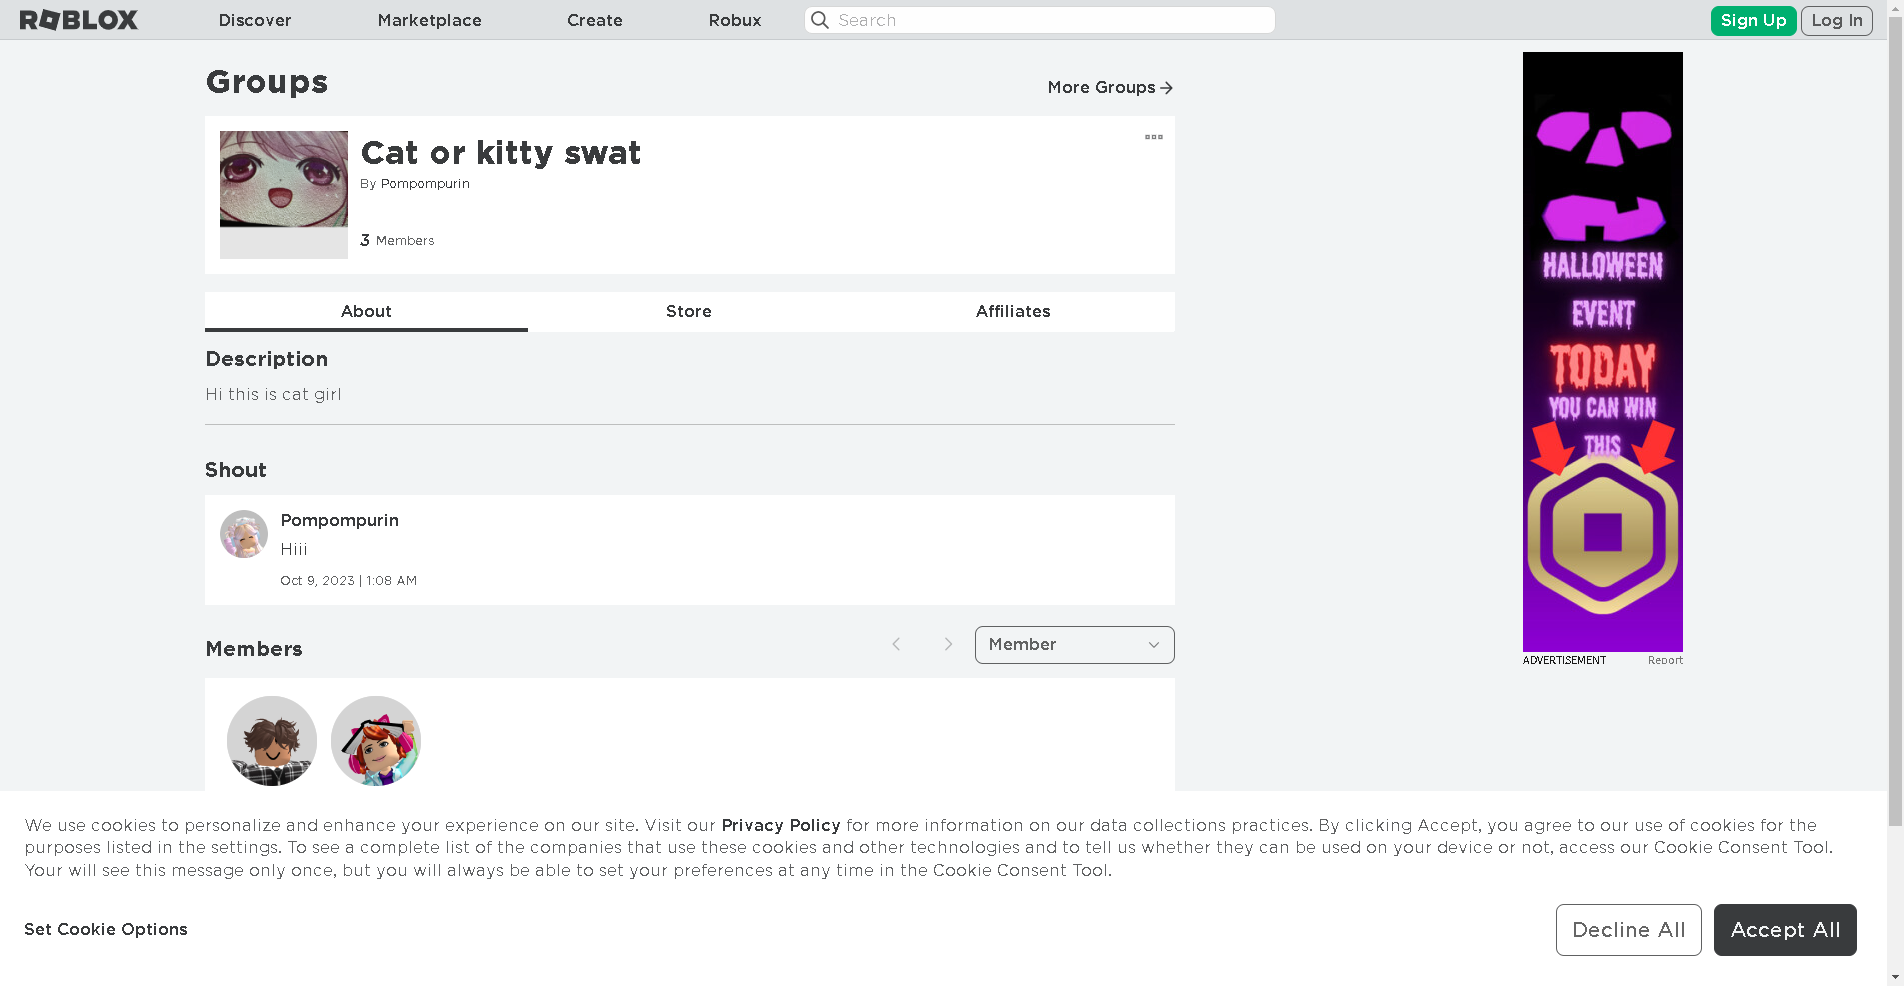 ROBLOX
Discover
Marketplace
Create
Robux
Search
Sign Up
Log In
Groups
More Groups
Cat or kitty swat
By Pompompurin
3 Members
About
Store
Affiliates
Description
Hi this is cat girl
Shout
Pompompurin
Hiii
Oct 9, 2023 | 1:08 AM
Members
Member
HALLOWEEN
EVENT
TODAY
YOU CAN WIN
THIS
ADVERTISEMENT
Report
We use cookies to personalize and enhance your experience on our site. Visit our Privacy Policy for more information on our data collections practices. By clicking Accept, you agree to our use of cookies for the
purposes listed in the settings. To see a complete list of the companies that use these cookies and other technologies and to tell us whether they can be used on your device or not, access our Cookie Consent Tool.
Your will see this message only once, but you will always be able to set your preferences at any time in the Cookie Consent Tool.
Set Cookie Options
Decline All
Accept All